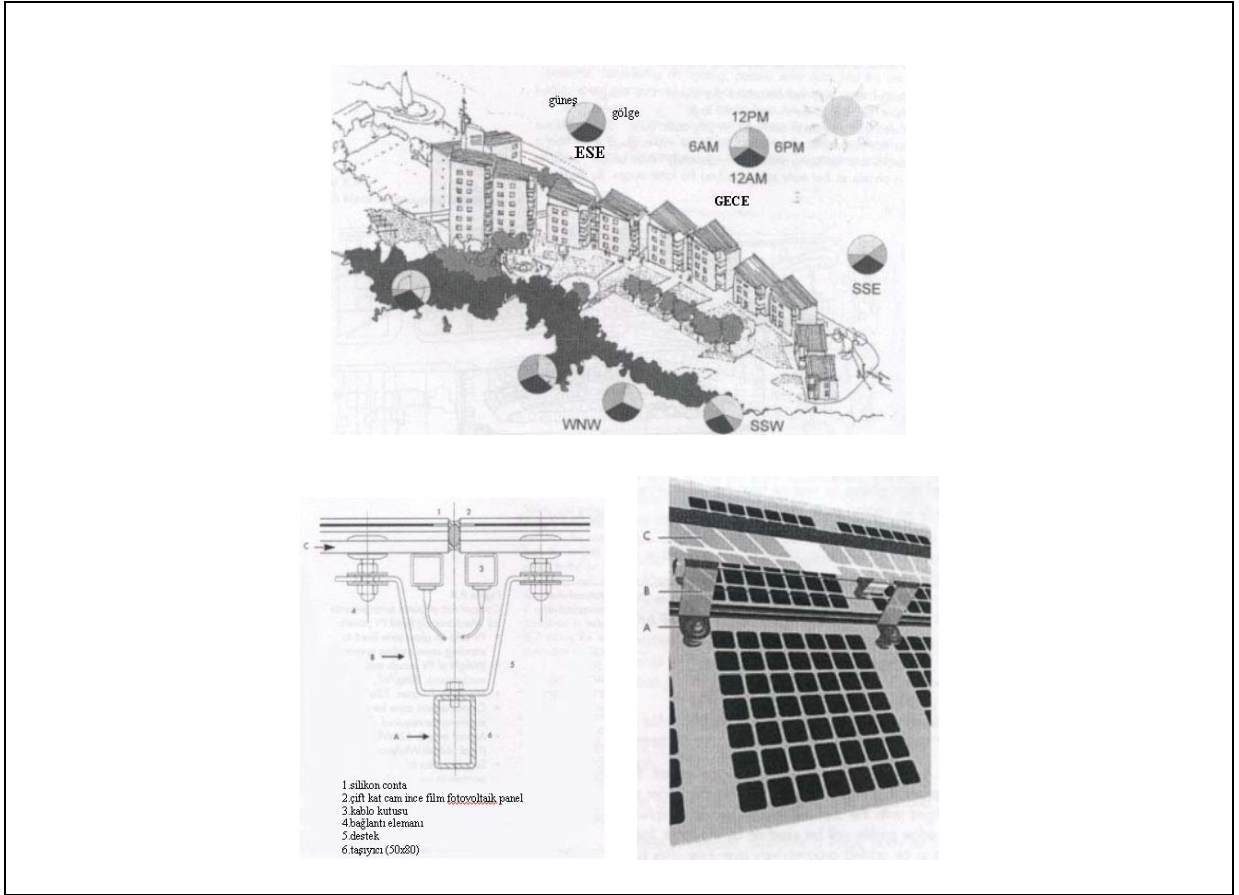 güneş
gölge
ESE
12PM
6AM 6PM
12AM
GECE
SSE
WNW
SSW
1 2
C
3
4
B
5
A
6
1.silikon conta
2.çift kat cam ince film fotovoltaik panel
3.kablo kutusu
4.bağlantı elemanı
5.destek
6.taşıyıcı (50x80)
C
B
A